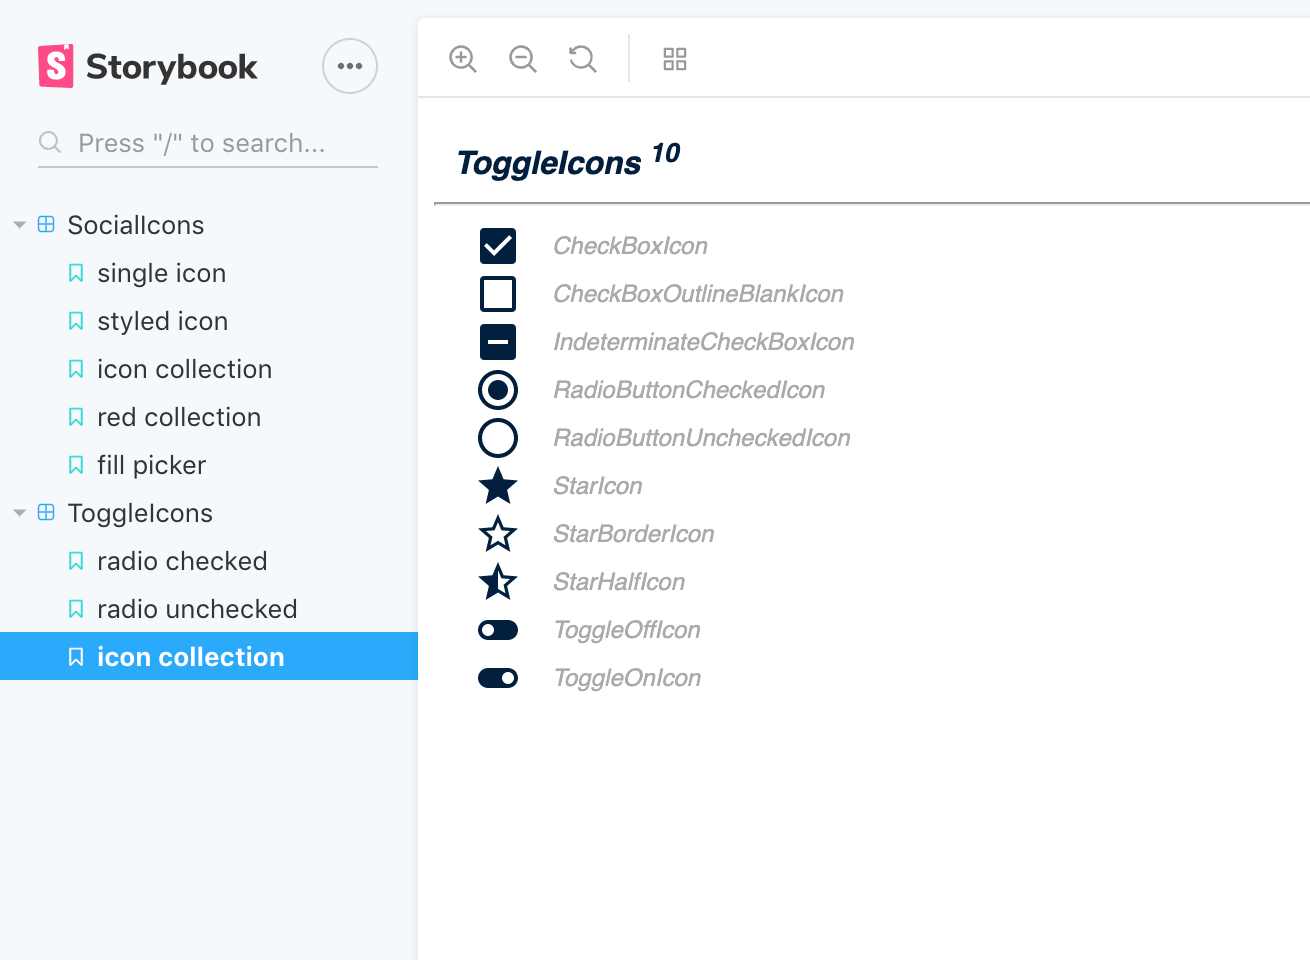 Storybook
Press "/" to search...
SocialIcons
single icon
styled icon
icon collection
red collection
fill picker
ToggleIcons
radio checked
radio unchecked
icon collection
ToggleIcons 10
CheckBoxIcon
CheckBoxOutlineBlankIcon
IndeterminateCheckBoxIcon
RadioButtonCheckedIcon
RadioButtonUncheckedIcon
StarIcon
StarBorderIcon
StarHalfIcon
ToggleOffIcon
ToggleOnIcon